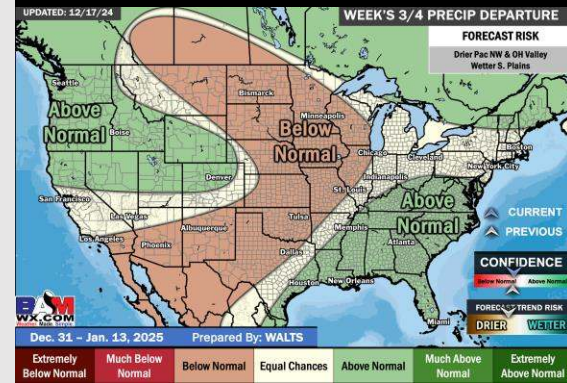 UPDATED: 12/17/24
WEEK'S 3/4 PRECIP DEPARTURE
FORECAST RISK
Drier Pac NW & OH Valley
Wetter S. Plains
Seattle
Above
Normal
Boise
Bismarck
Minneapolis
Below
Normal
Chicago
Cleveland
Boston
New York City
Indianapolis
Denver
St. Louis
San Francisco
Las Vegas
Los Angeles
Phoenix
Albuquerque
Tulsa
Memphis
Above
Normal
Atlanta
Dallas
Houston
New Orleans
Miami
CURRENT
PREVIOUS
CONFIDENCE
Below Normal
Above Normal
FORECAST TREND RISK
DRIER
WETTER
BAM
WX.COM
Weather Made Simple
Dec. 31 – Jan. 13, 2025
Prepared By: WALTS
Extremely
Below Normal
Much Below
Normal
Below Normal
Equal Chances
Above Normal
Much Above
Normal
Extremely
Above Normal